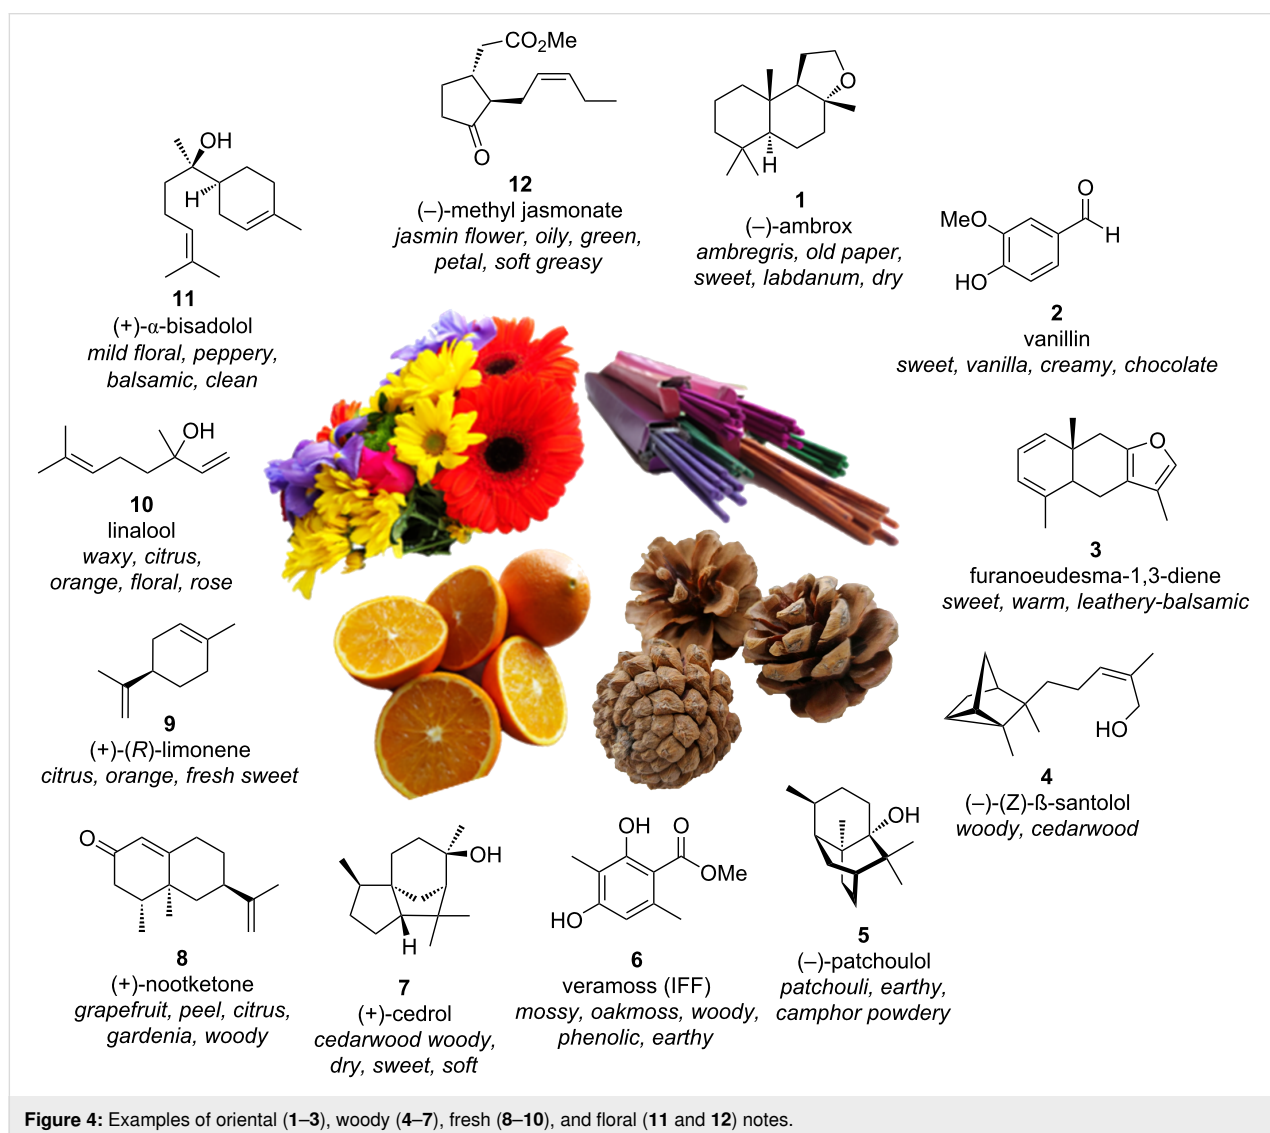 CO₂Me
O
12
(–)-methyl jasmonate
jasmin flower, oily, green,
petal, soft greasy
O
H
1
(–)-ambrox
ambregris, old paper,
sweet, labdanum, dry
O
MeO
H
HO
2
vanillin
sweet, vanilla, creamy, chocolate
O
3
furanoeudesma-1,3-diene
sweet, warm, leathery-balsamic
HO
4
(–)-(Z)-ß-santolol
woody, cedarwood
OH
5
(–)-patchoulol
patchouli, earthy,
camphor powdery
OH
O
OMe
HO
6
veramoss (IFF)
mossy, oakmoss, woody,
phenolic, earthy
OH
H
7
(+)-cedrol
cedarwood woody,
dry, sweet, soft
O
8
(+)-nootketone
grapefruit, peel, citrus,
gardenia, woody
9
(+)-(R)-limonene
citrus, orange, fresh sweet
OH
10
linalool
waxy, citrus,
orange, floral, rose
OH
H
11
(+)-α-bisadolol
mild floral, peppery,
balsamic, clean
Figure 4: Examples of oriental (1–3), woody (4–7), fresh (8–10), and floral (11 and 12) notes.